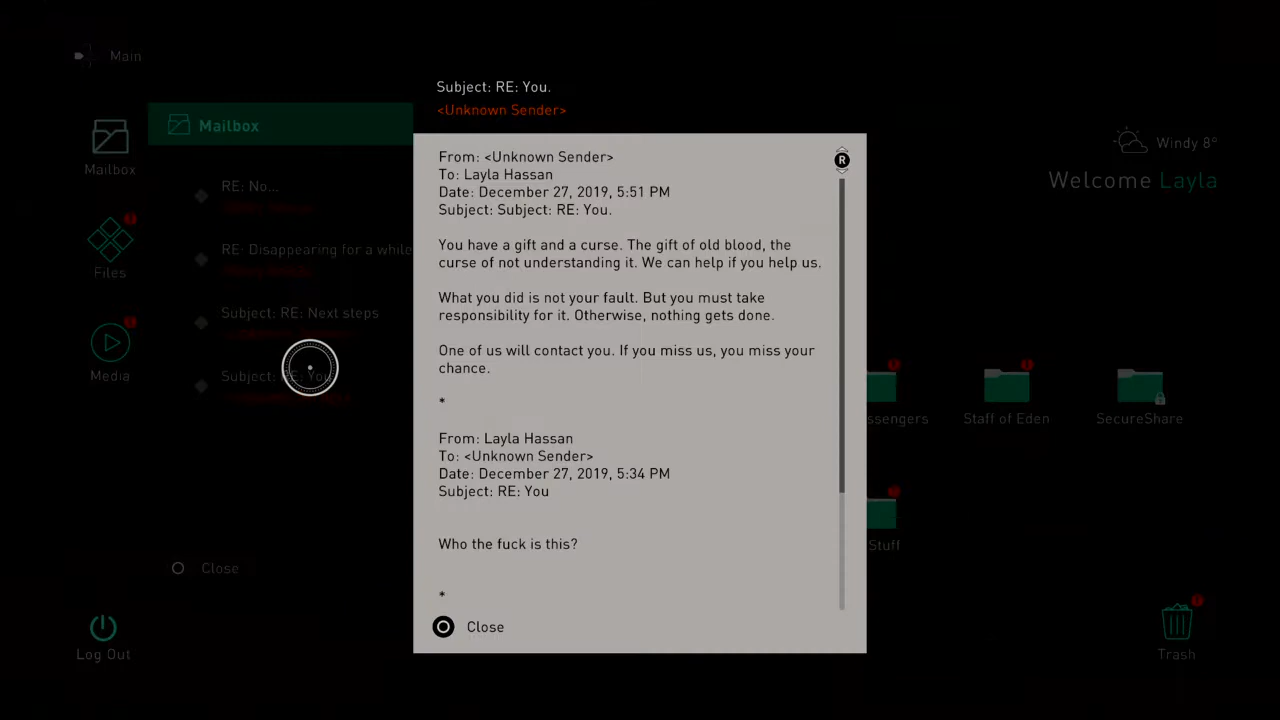 Main
Subject: RE: You.
<Unknown Sender>
Mailbox
Mailbox
Files
Media
RE: No...
RE: Disappearing for a while
Subject: RE: Next steps
Subject: RE: You
From: <Unknown Sender>
To: Layla Hassan
Date: December 27, 2019, 5:51 PM
Subject: Subject: RE: You.
You have a gift and a curse. The gift of old blood, the
curse of not understanding it. We can help if you help us.
What you did is not your fault. But you must take
responsibility for it. Otherwise, nothing gets done.
One of us will contact you. If you miss us, you miss your
chance.
*
From: Layla Hassan
To: <Unknown Sender>
Date: December 27, 2019, 5:34 PM
Subject: RE: You
Who the fuck is this?
*
Close
R
Windy 8°
Welcome Layla
ssengers
Staff of Eden
SecureShare
Stuff
Close
Log Out
Trash